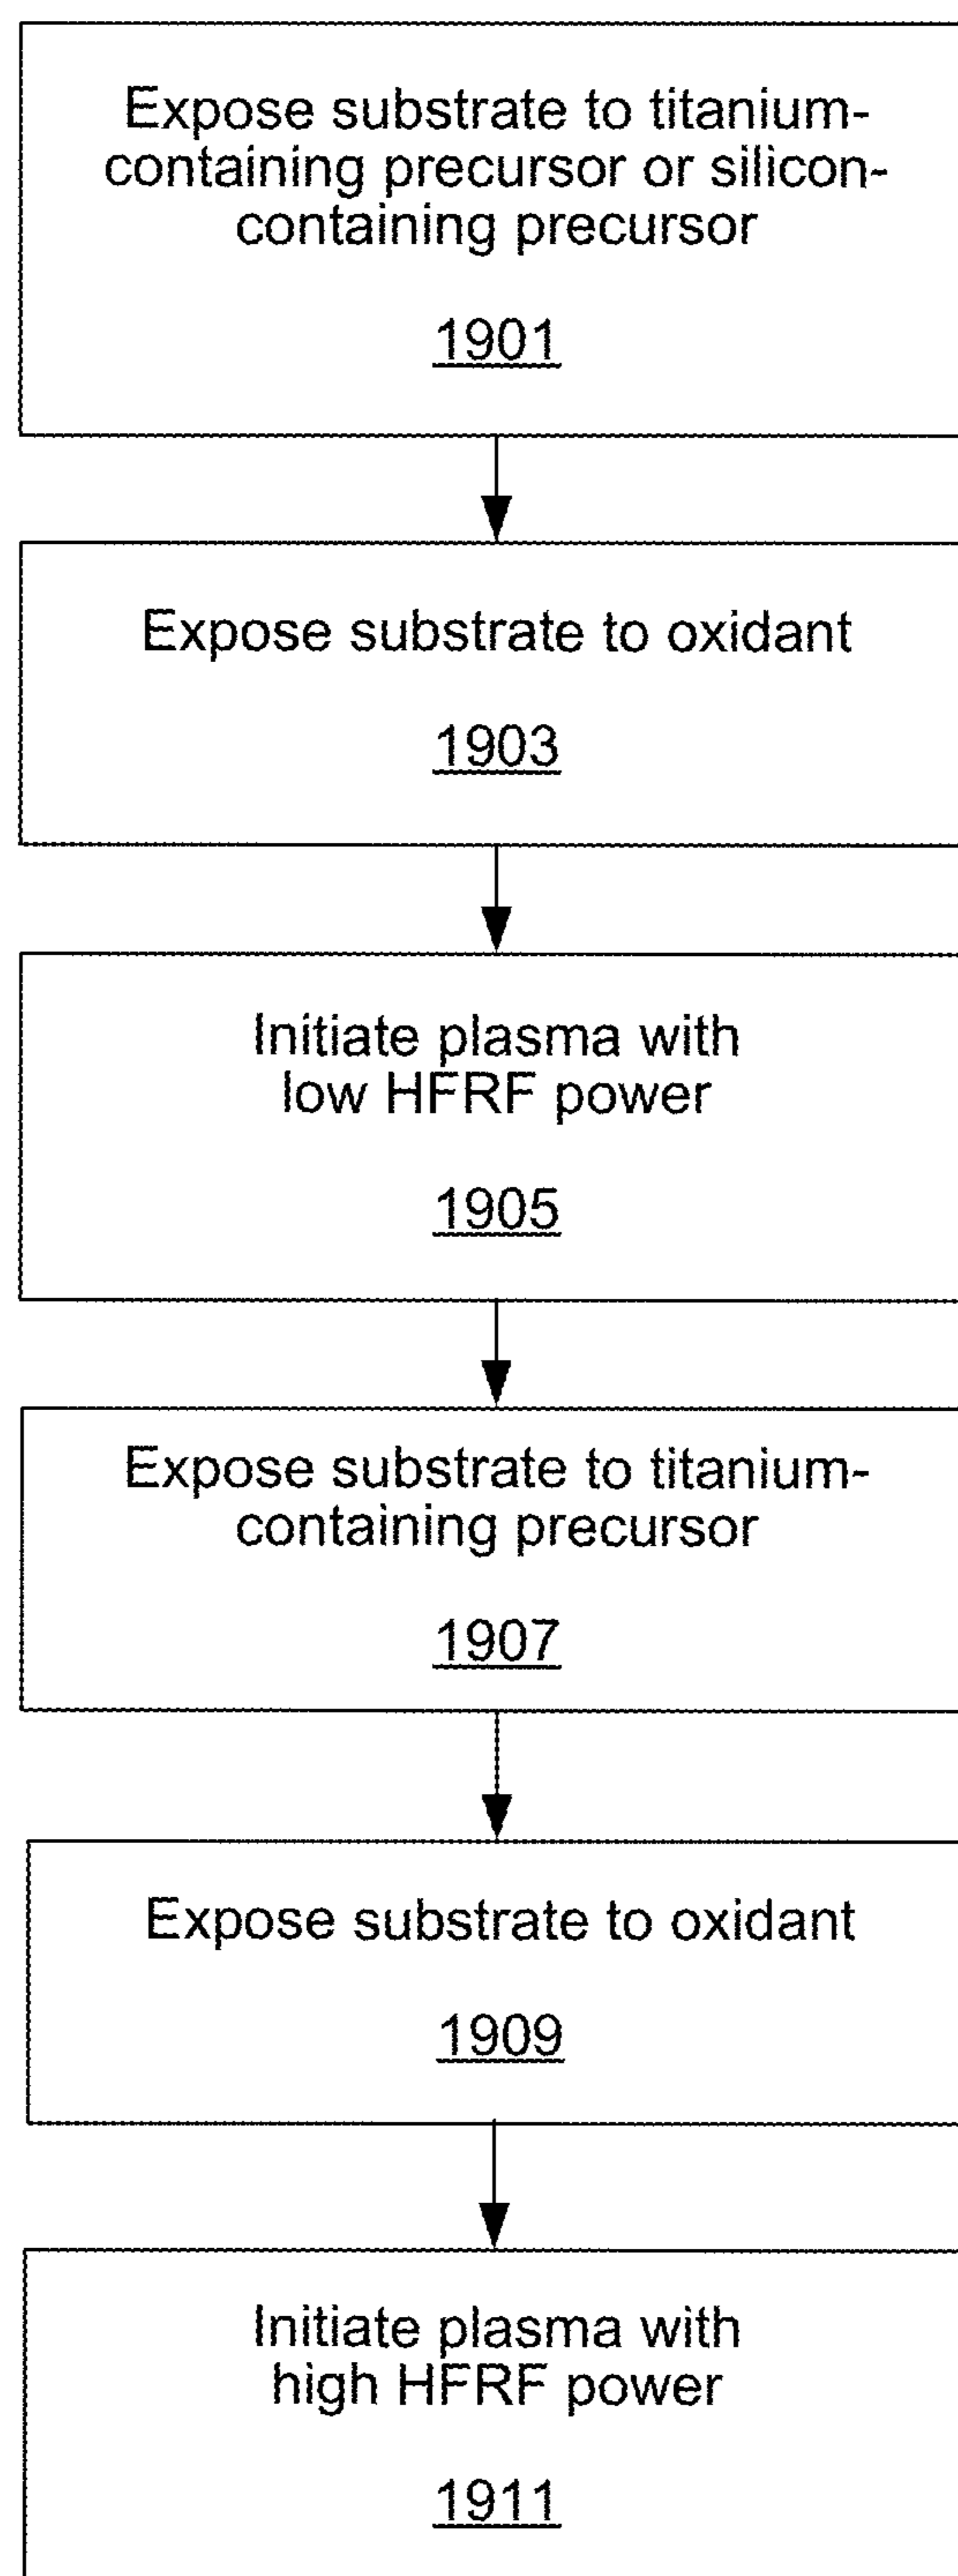 Expose substrate to titanium-
containing precursor or silicon-
containing precursor
1901
Expose substrate to oxidant
1903
Initiate plasma with
low HFRF power
1905
Expose substrate to titanium-
containing precursor
1907
Expose substrate to oxidant
1909
Initiate plasma with
high HFRF power
1911